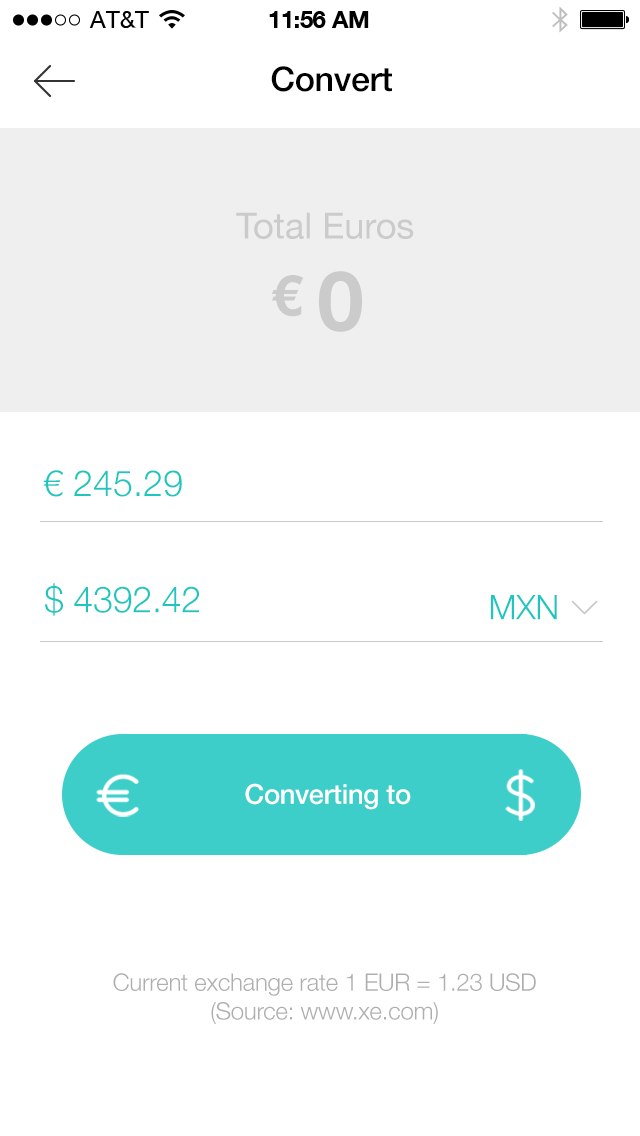 AT&T 11:56 AM
Convert
Total Euros
€ 0
€ 245.29
$ 4392.42 MXN
€ Converting to $
Current exchange rate 1 EUR = 1.23 USD
(Source: www.xe.com)